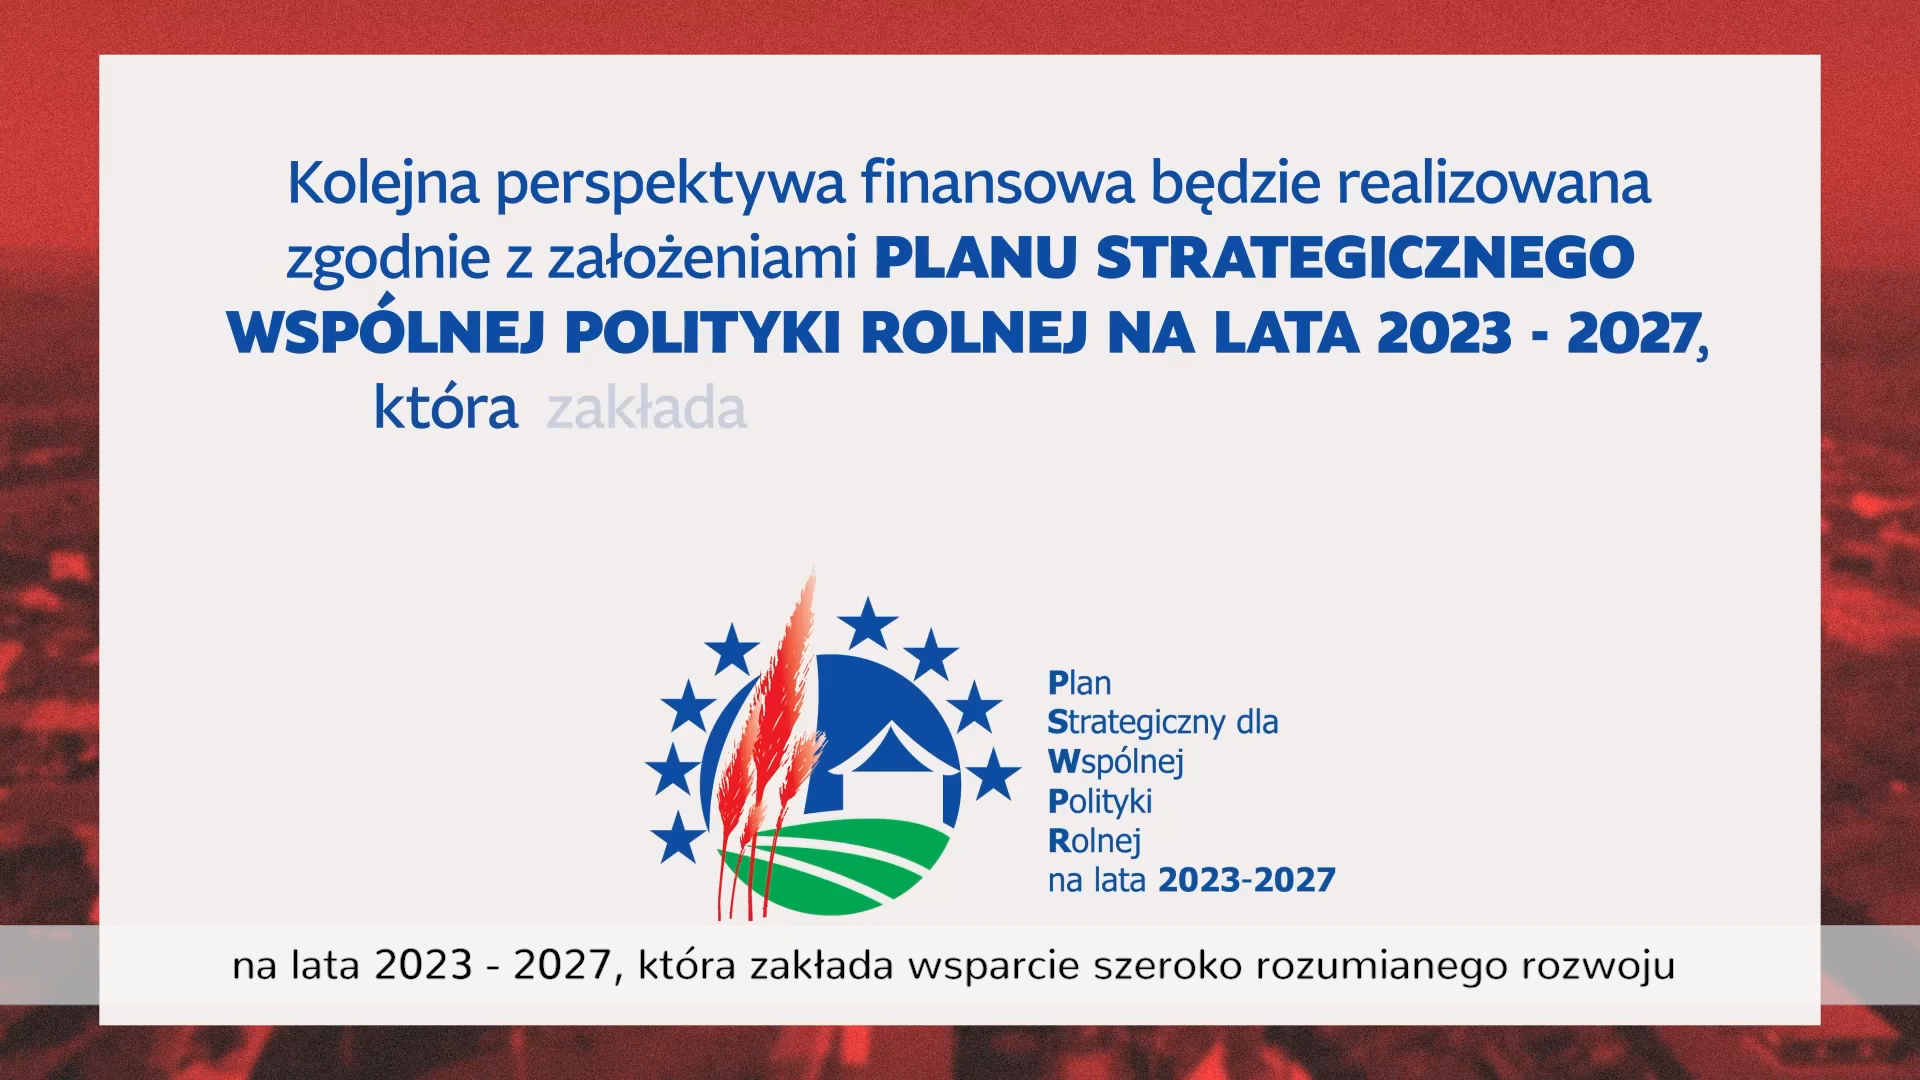 Kolejna perspektywa finansowa będzie realizowana
zgodnie z założeniami PLANU STRATEGICZNEGO
WSPÓLNEJ POLITYKI ROLNEJ NA LATA 2023 - 2027,
która zakłada
Plan
Strategiczny dla
Wspólnej
Polityki
Rolnej
na lata 2023-2027
na lata 2023 - 2027, która zakłada wsparcie szeroko rozumianego rozwoju